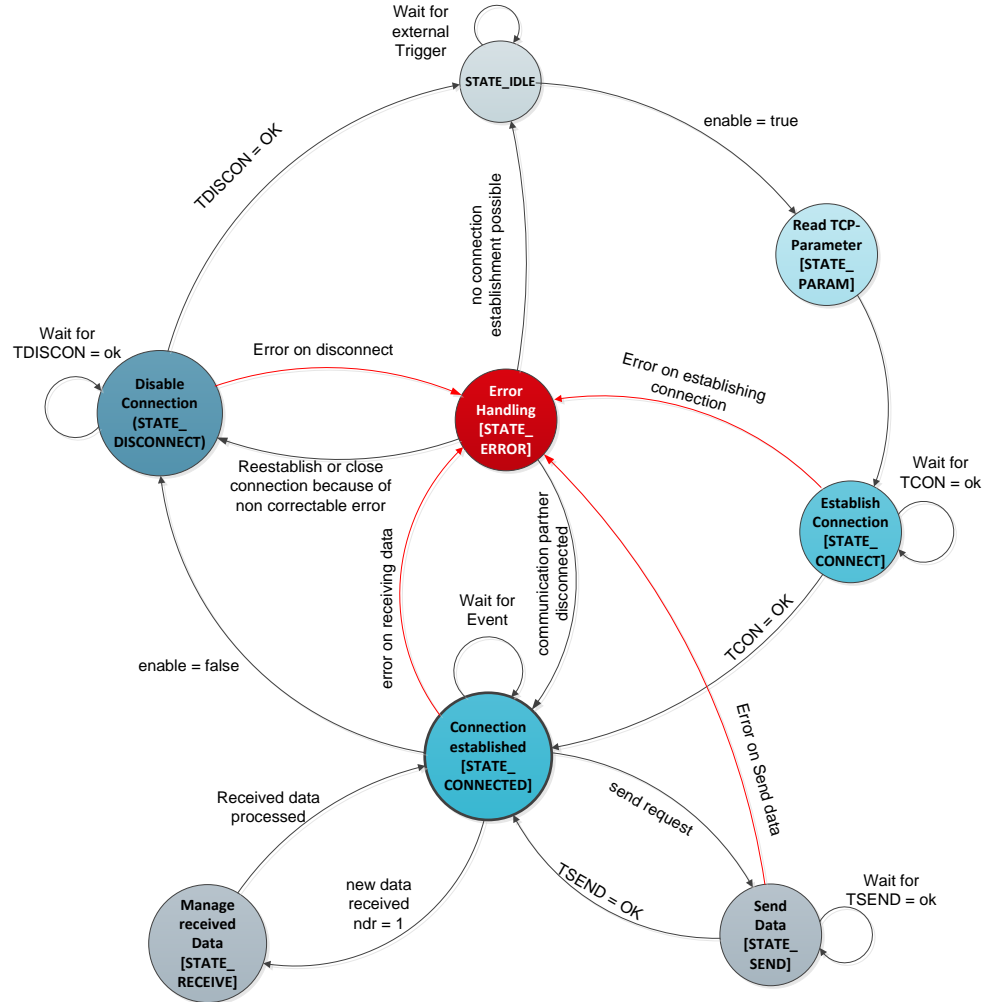 Wait for
external
Trigger
STATE_IDLE
enable = true
TDISCON = OK
Read TCP-
Parameter
[STATE_
PARAM]
no connection
establishment possible
Wait for
TDISCON = ok
Error on disconnect
Error on establishing
connection
Disable
Connection
(STATE_
DISCONNECT)
Error
Handling
[STATE_
ERROR]
Reestablish or close
connection because of
non correctable error
Wait for
TCON = ok
Establish
Connection
[STATE_
CONNECT]
error on receiving data
communication partner
disconnected
Wait for
Event
TCON = OK
enable = false
Connection
established
[STATE_
CONNECTED]
Error on Send data
send request
Received data
processed
new data
received
ndr = 1
TSEND = OK
Wait for
TSEND = ok
Manage
received
Data
[STATE_
RECEIVE]
Send
Data
[STATE_
SEND]